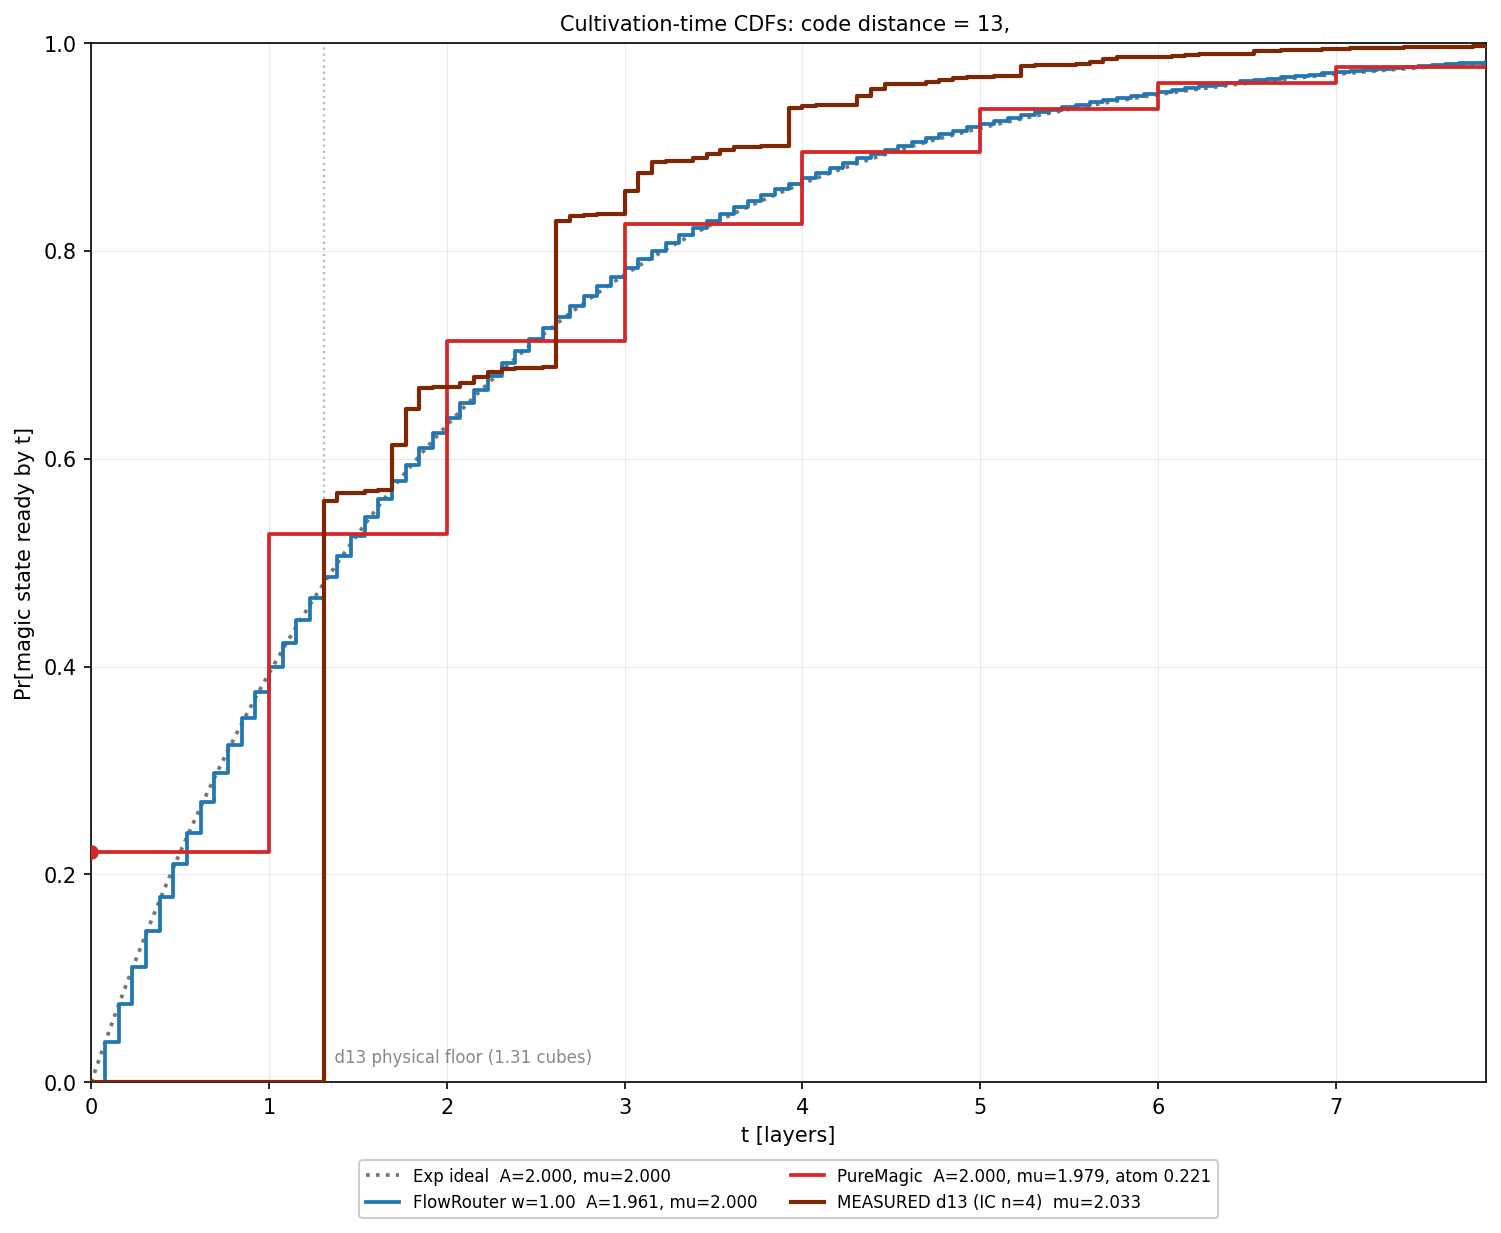 Cultivation-time CDFs: code distance = 13,
Pr[magic state ready by t]
1.0
0.8
0.6
0.4
0.2
0.0
d13 physical floor (1.31 cubes)
0 1 2 3 4 5 6 7
t [layers]
Exp ideal A=2.000, mu=2.000
FlowRouter w=1.00 A=1.961, mu=2.000
PureMagic A=2.000, mu=1.979, atom 0.221
MEASURED d13 (IC n=4) mu=2.033